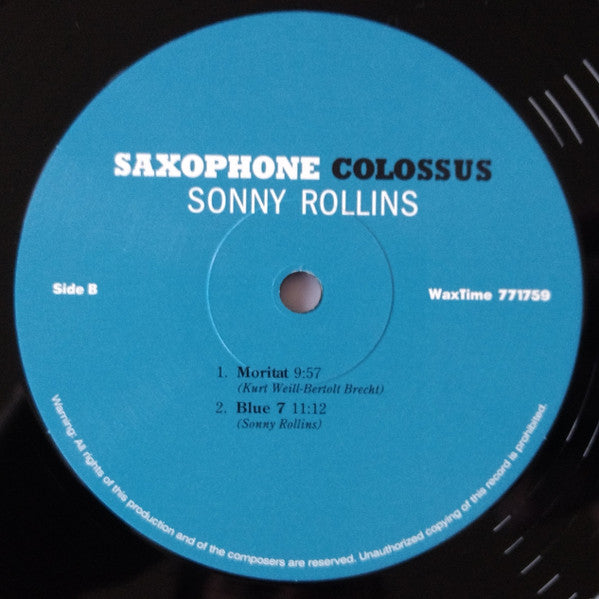 SAXOPHONE COLOSSUS
SONNY ROLLINS
Side B
WaxTime 771759
1. Moritat 9:57
(Kurt Weill-Bertolt Brecht)
2. Blue 7 11:12
(Sonny Rollins)
Warning: All rights of this production and of the composers are reserved. Unauthorized copying of this record is prohibited.